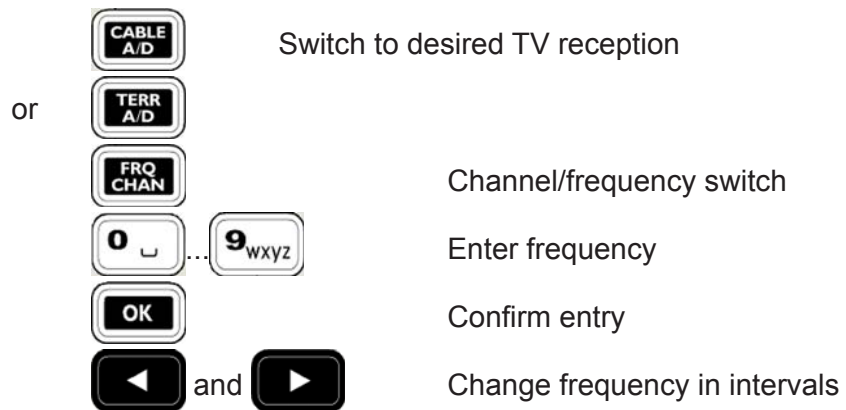 CABLE A/D Switch to desired TV reception
or TERR A/D
FRQ CHAN Channel/frequency switch
0 ␣ ... 9wxyz Enter frequency
OK Confirm entry
◄ and ► Change frequency in intervals